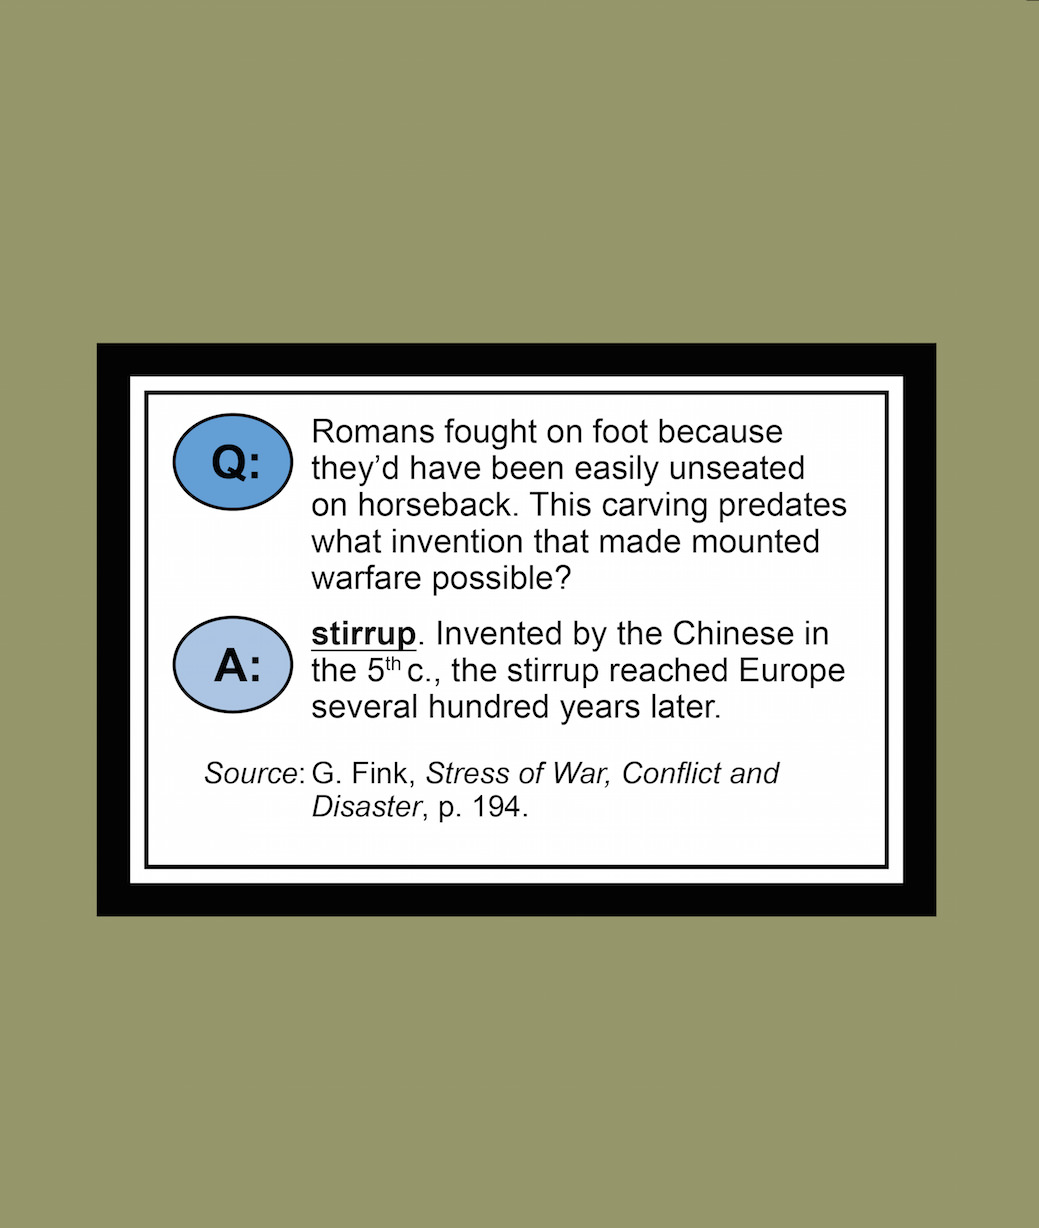 Q:
Romans fought on foot because
they’d have been easily unseated
on horseback. This carving predates
what invention that made mounted
warfare possible?
A:
stirrup. Invented by the Chinese in
the 5th c., the stirrup reached Europe
several hundred years later.
Source: G. Fink, Stress of War, Conflict and
Disaster, p. 194.